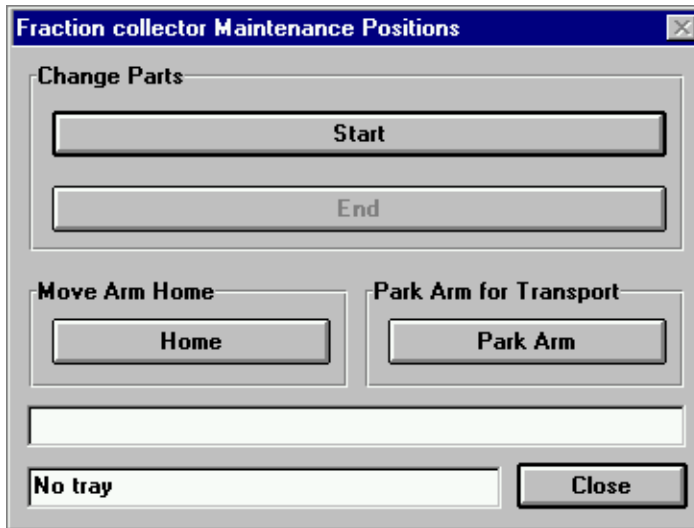 Fraction collector Maintenance Positions
Change Parts
Start
End
Move Arm Home
Home
Park Arm for Transport
Park Arm
No tray
Close